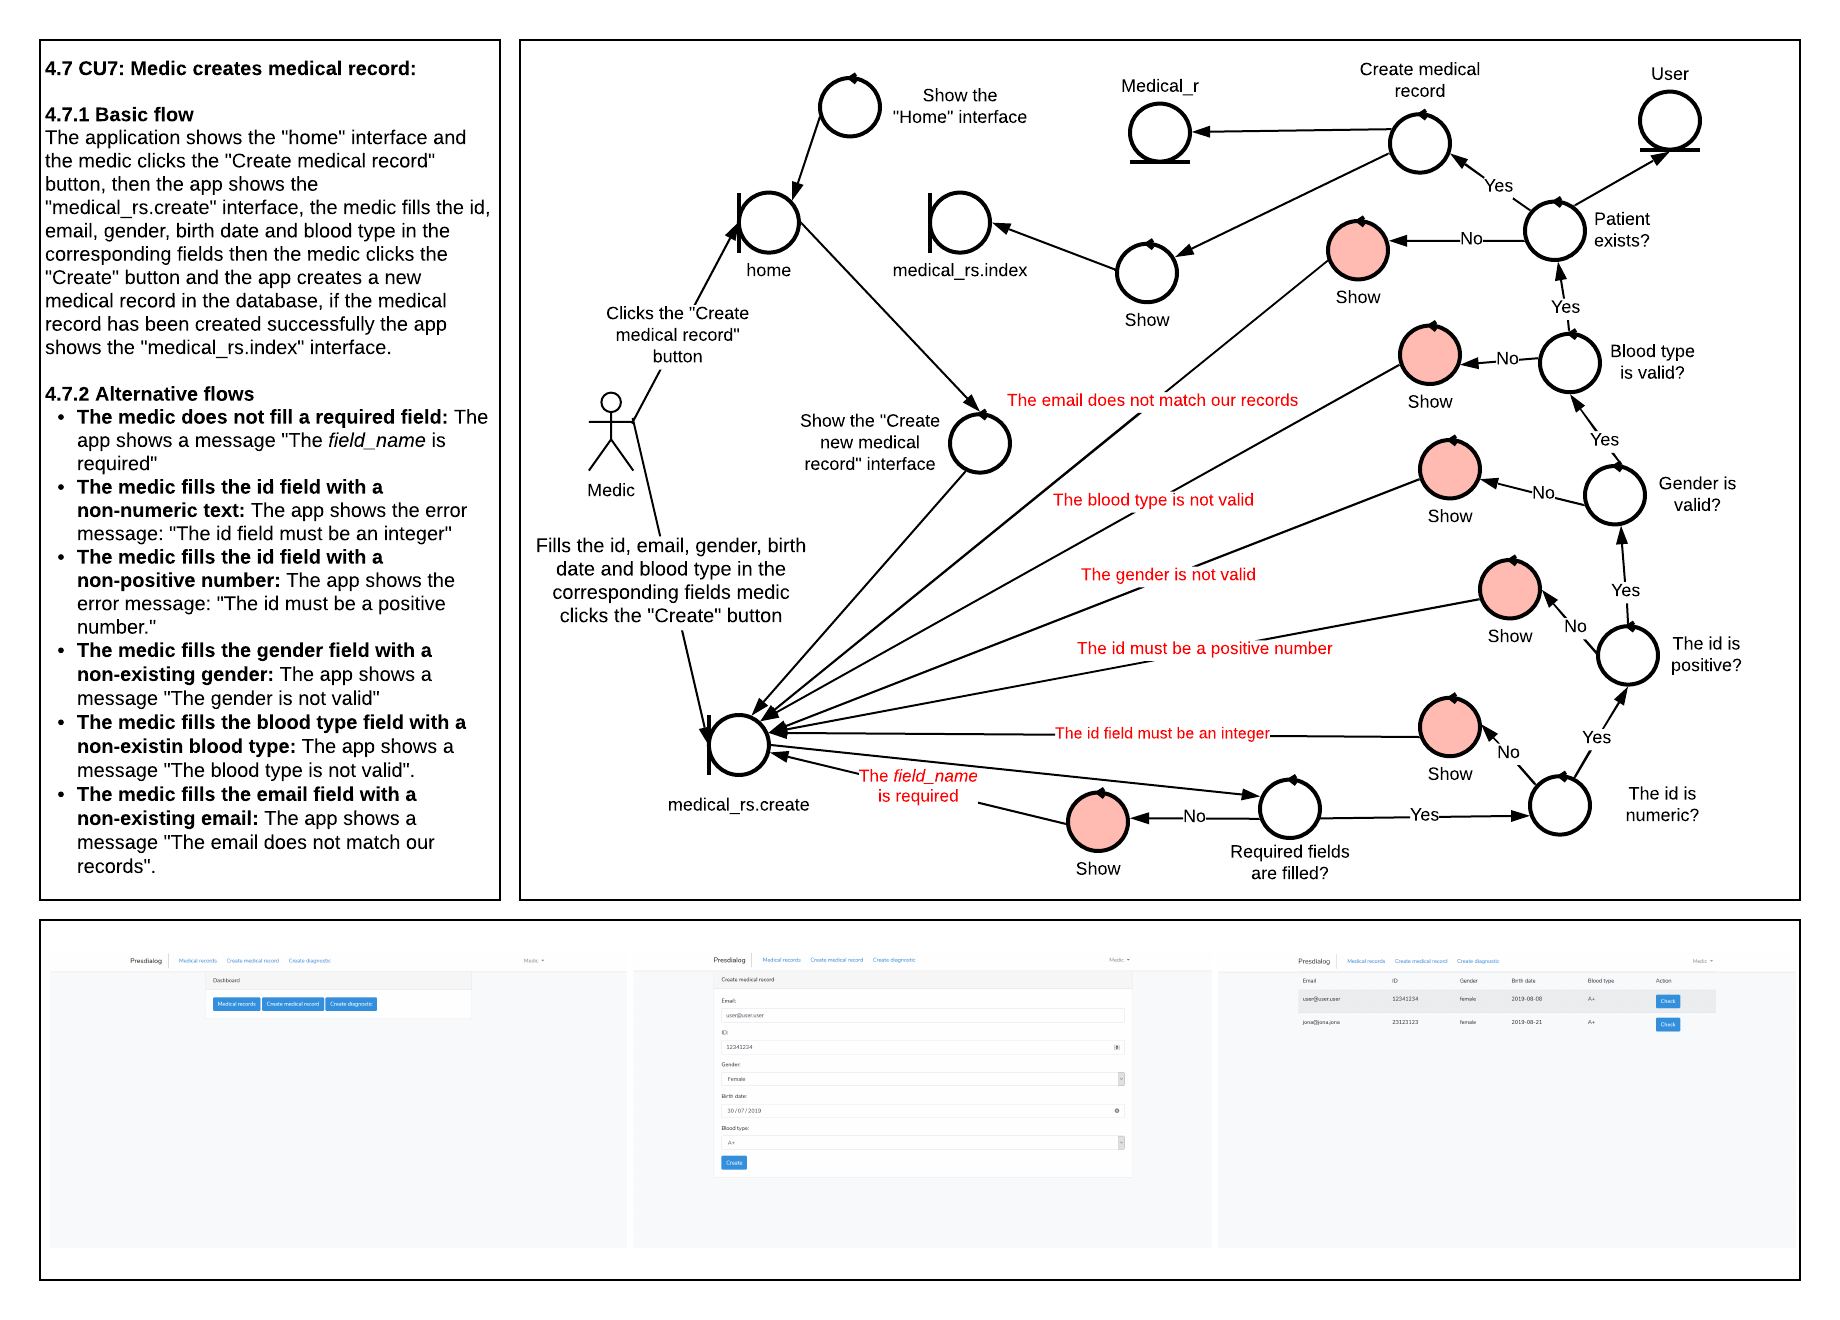 4.7 CU7: Medic creates medical record:
4.7.1 Basic flow
The application shows the "home" interface and
the medic clicks the "Create medical record"
button, then the app shows the
"medical_rs.create" interface, the medic fills the id,
email, gender, birth date and blood type in the
corresponding fields then the medic clicks the
"Create" button and the app creates a new
medical record in the database, if the medical
record has been created successfully the app
shows the "medical_rs.index" interface.
4.7.2 Alternative flows
• The medic does not fill a required field: The
app shows a message "The field_name is
required"
• The medic fills the id field with a
non-numeric text: The app shows the error
message: "The id field must be an integer"
• The medic fills the id field with a
non-positive number: The app shows the
error message: "The id must be a positive
number."
• The medic fills the gender field with a
non-existing gender: The app shows a
message "The gender is not valid"
• The medic fills the blood type field with a
non-existin blood type: The app shows a
message "The blood type is not valid".
• The medic fills the email field with a
non-existing email: The app shows a
message "The email does not match our
records".
Show the
"Home" interface
Medical_r
Create medical
record
User
home
medical_rs.index
Show
Yes
Patient
exists?
No
Show
Clicks the "Create
medical record"
button
Yes
Blood type
is valid?
No
Show
The email does not match our records
Medic
Show the "Create
new medical
record" interface
Yes
Gender is
valid?
No
Show
The blood type is not valid
Fills the id, email, gender, birth
date and blood type in the
corresponding fields medic
clicks the "Create" button
The gender is not valid
Yes
No
Show
The id is
positive?
The id must be a positive number
The id field must be an integer
Yes
No
Show
The id is
numeric?
medical_rs.create
The field_name
is required
No
Show
Yes
Required fields
are filled?
Presdialog
Medical records
Create medical record
Create diagnostic
Medic
Dashboard
Medical records
Create medical record
Create diagnostic
Presdialog
Medical records
Create medical record
Create diagnostic
Medic
Create medical record
Email:
user@user.user
ID:
12341234
Gender:
Female
Birth date:
30/07/2019
Blood type:
A+
Create
Presdialog
Medical records
Create medical record
Create diagnostic
Medic
Email ID Gender Birth date Blood type Action
user@user.user 12341234 female 2019-08-08 A+ Check
jona@jona.jona 23123123 female 2019-08-21 A+ Check